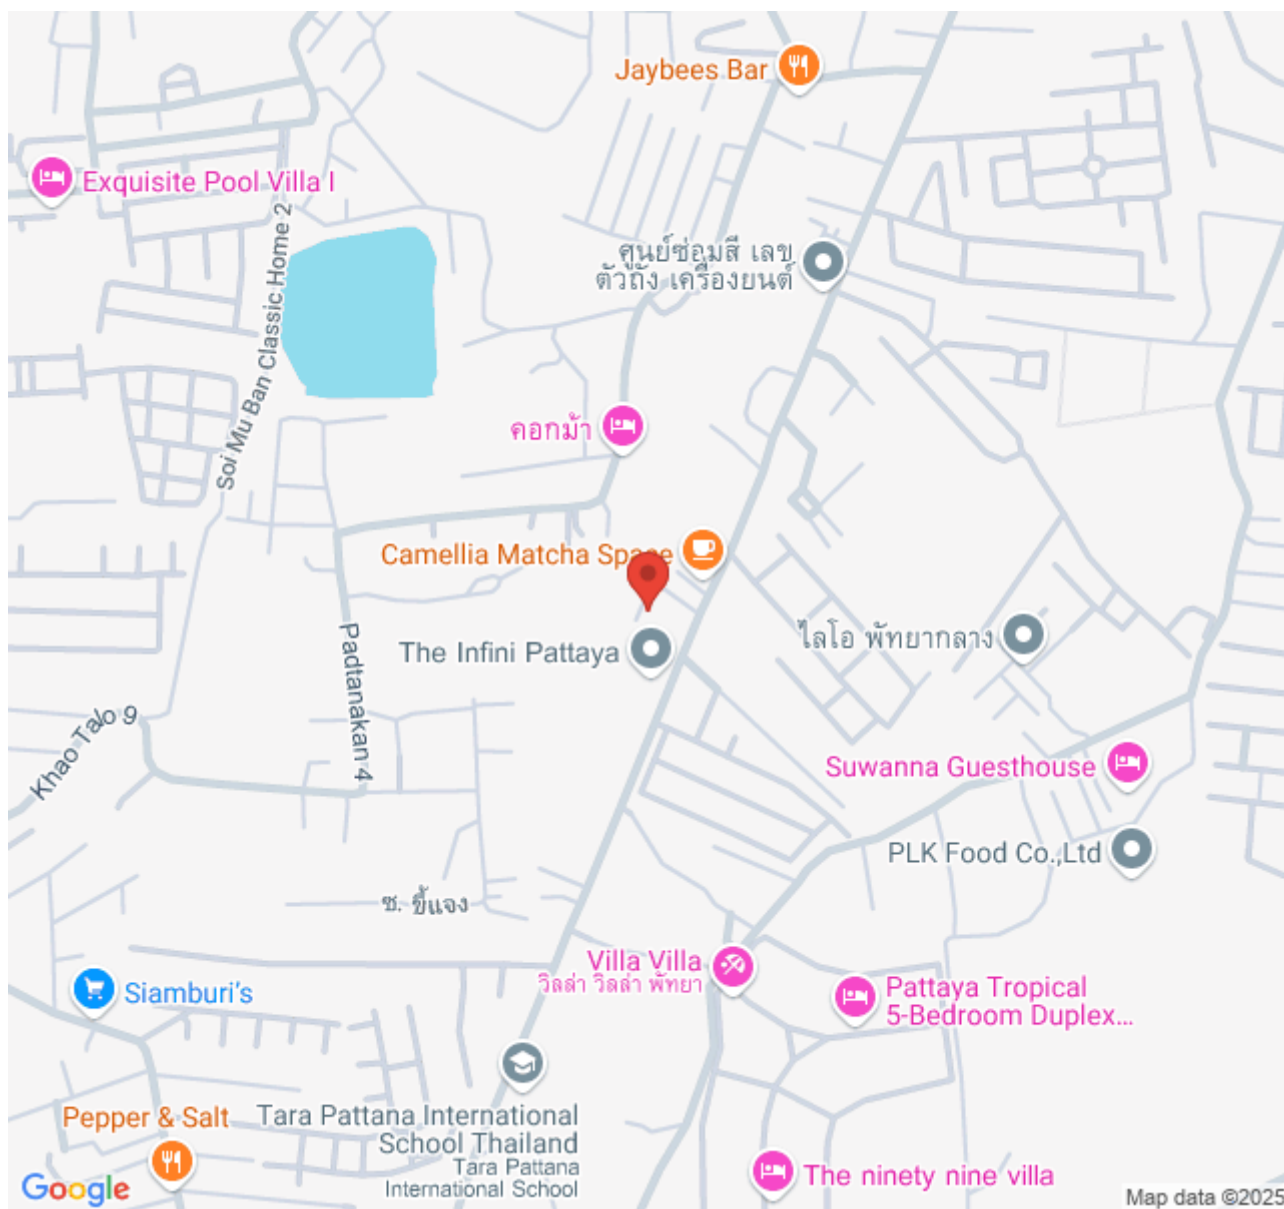 Jaybees Bar
Exquisite Pool Villa I
Soi Mu Ban Classic Home 2
ศูนย์ซ่อมสี เลข
ตัวถัง เครื่องยนต์
คอกม้า
Camellia Matcha Space
The Infini Pattaya
ไลโอ พัทยากลาง
Padtanakan 4
Khao Talo 9
Suwanna Guesthouse
PLK Food Co.,Ltd
ซ. ขี้แจง
Villa Villa
วิลล่า วิลล่า พัทยา
Siamburi's
Pattaya Tropical
5-Bedroom Duplex...
Tara Pattana International
School Thailand
Tara Pattana
International School
Pepper & Salt
The ninety nine villa
Google
Map data ©2025